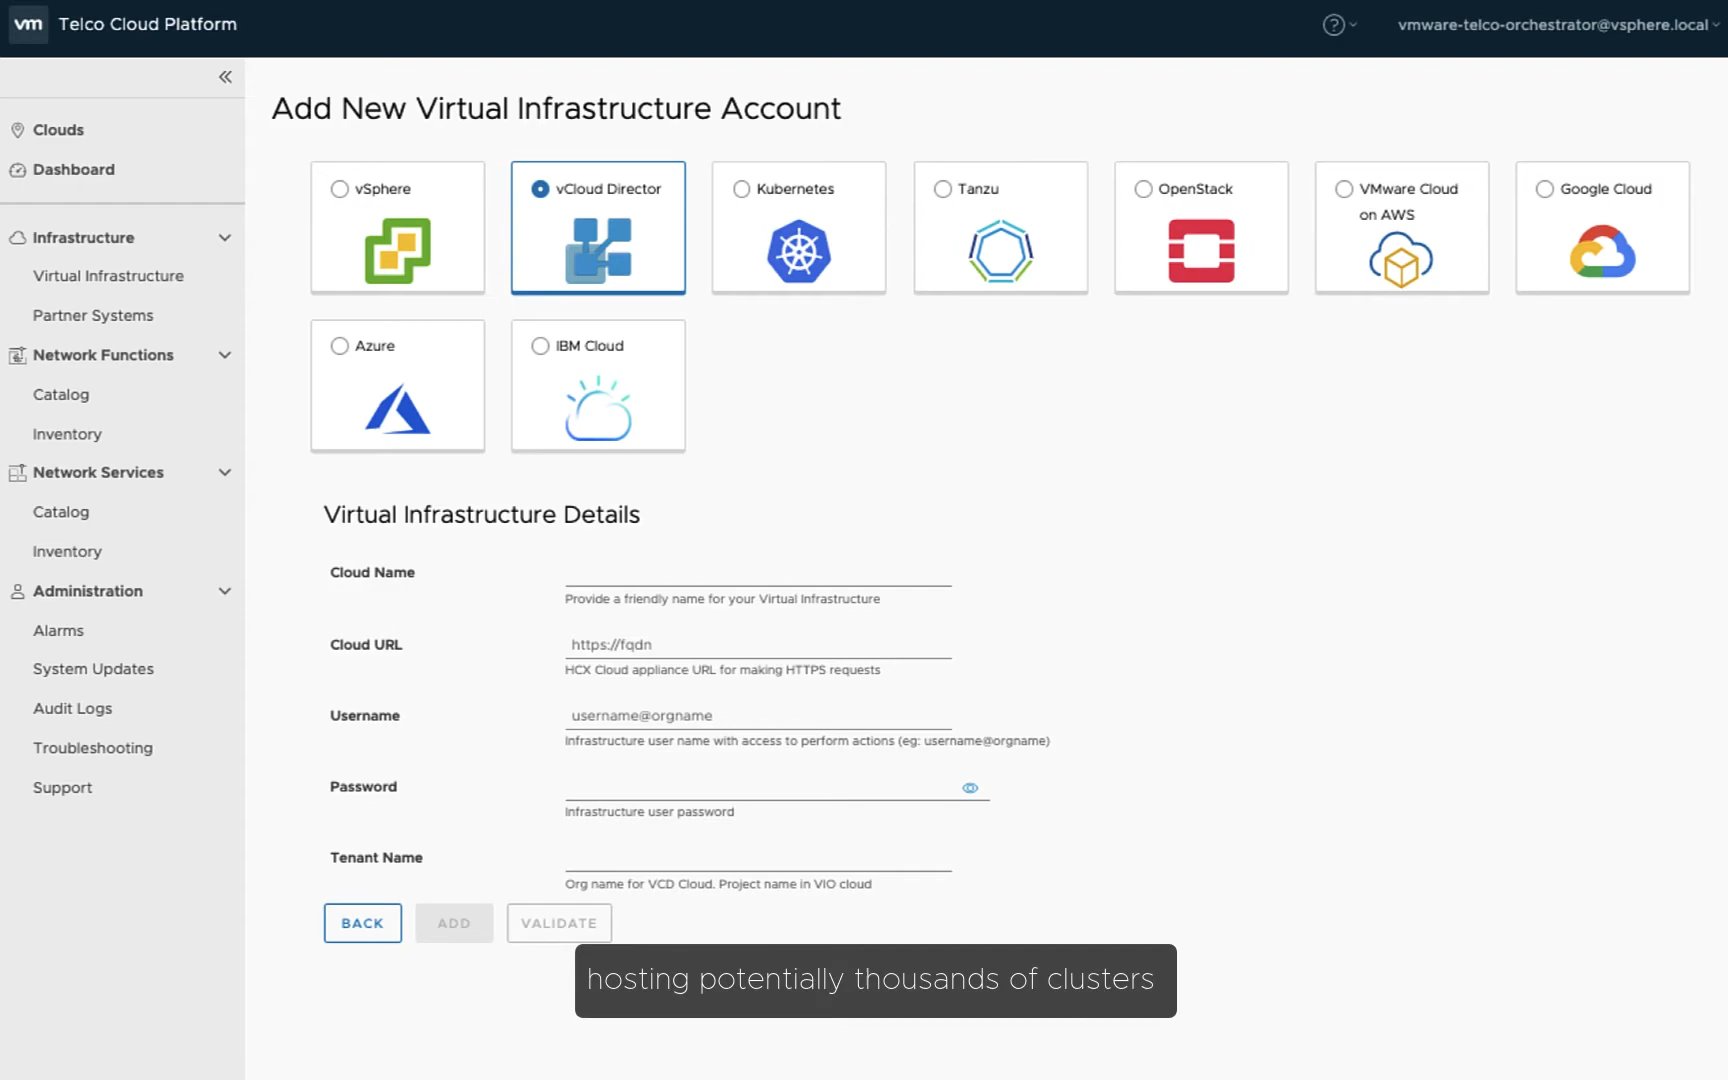 vm Telco Cloud Platform
vmware-telco-orchestrator@vsphere.local
Clouds
Dashboard
Infrastructure
Virtual Infrastructure
Partner Systems
Network Functions
Catalog
Inventory
Network Services
Catalog
Inventory
Administration
Alarms
System Updates
Audit Logs
Troubleshooting
Support
Add New Virtual Infrastructure Account
vSphere
vCloud Director
Kubernetes
Tanzu
OpenStack
VMware Cloud
on AWS
Google Cloud
Azure
IBM Cloud
Virtual Infrastructure Details
Cloud Name
Provide a friendly name for your Virtual Infrastructure
Cloud URL
https://fqdn
HCX Cloud appliance URL for making HTTPS requests
Username
username@orgname
Infrastructure user name with access to perform actions (eg: username@orgname)
Password
Infrastructure user password
Tenant Name
Org name for VCD Cloud. Project name in VIO cloud
BACK ADD VALIDATE
hosting potentially thousands of clusters